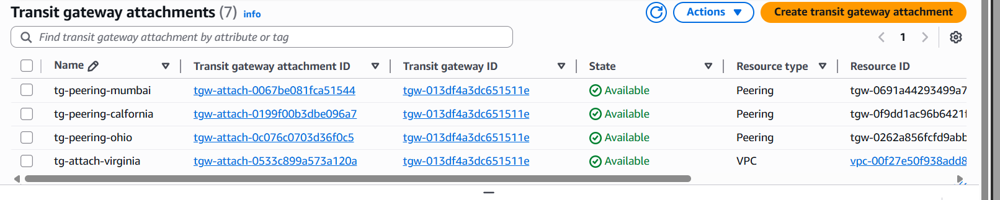 Transit gateway attachments (7) info Actions Create transit gateway attachment
Find transit gateway attachment by attribute or tag 1
Name Transit gateway attachment ID Transit gateway ID State Resource type Resource ID
tg-peering-mumbai tgw-attach-0067be081fca51544 tgw-013df4a3dc651511e Available Peering tgw-0691a44293499a7
tg-peering-calfornia tgw-attach-0199f00b3dbe096a7 tgw-013df4a3dc651511e Available Peering tgw-0f9dd1ac96b6421f
tg-peering-ohio tgw-attach-0c076c0703d36f0c5 tgw-013df4a3dc651511e Available Peering tgw-0262a856fcfd9abb
tg-attach-virginia tgw-attach-0533c899a573a120a tgw-013df4a3dc651511e Available VPC vpc-00f27e50f938add8